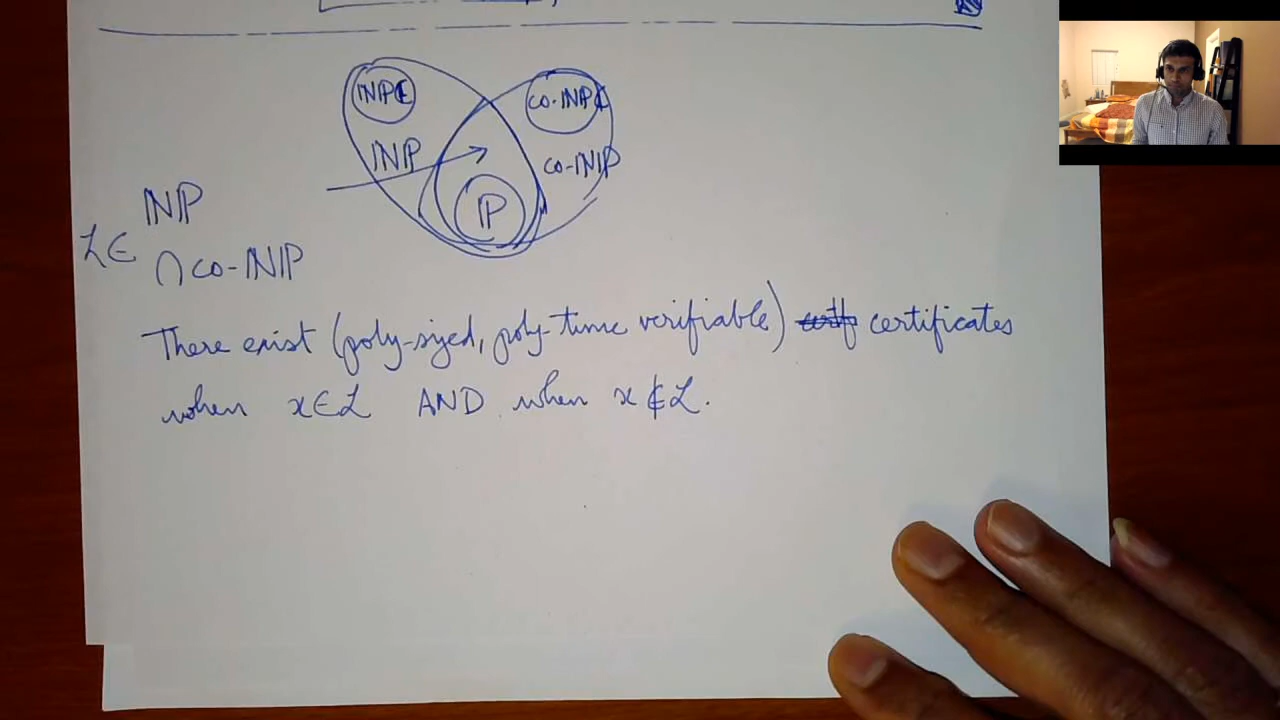 NPC
co-NPC
NP
co-NP
P
NP
L ∈
∩ co-NP
There exist (poly-sized, poly-time verifiable) certificates
when x∈L AND when x∉L.